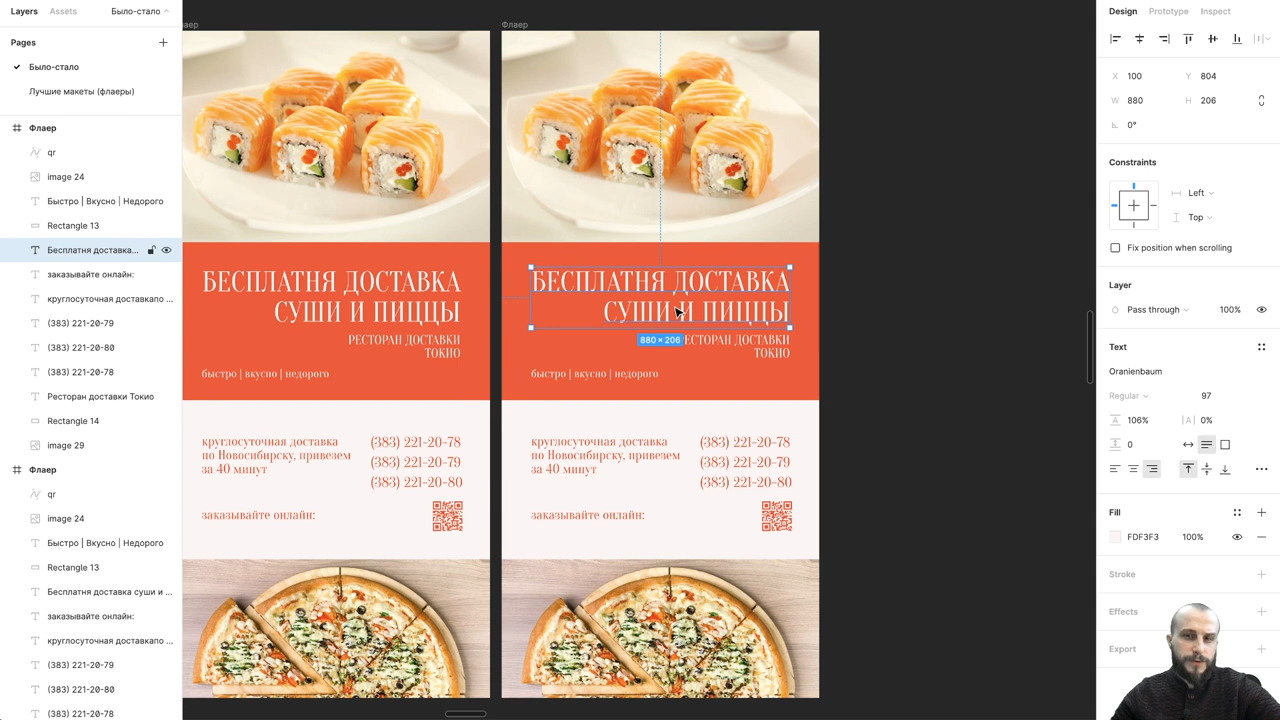 Layers Assets Было-стало
Pages
Было-стало
Лучшие макеты (флаеры)
Флаер
qr
image 24
Быстро | Вкусно | Недорого
Rectangle 13
Бесплатня доставка...
заказывайте онлайн:
круглосуточная доставкапо ...
(383) 221-20-79
(383) 221-20-80
(383) 221-20-78
Ресторан доставки Токио
Rectangle 14
image 29
Флаер
qr
image 24
Быстро | Вкусно | Недорого
Rectangle 13
Бесплатня доставка суши и ...
заказывайте онлайн:
круглосуточная доставкапо ...
(383) 221-20-79
(383) 221-20-80
(383) 221-20-78
аер
БЕСПЛАТНЯ ДОСТАВКА
СУШИ И ПИЦЦЫ
РЕСТОРАН ДОСТАВКИ
ТОКИО
быстро | вкусно | недорого
круглосуточная доставка
по Новосибирску, привезем
за 40 минут
(383) 221-20-78
(383) 221-20-79
(383) 221-20-80
заказывайте онлайн:
Флаер
БЕСПЛАТНЯ ДОСТАВКА
СУШИ И ПИЦЦЫ
880 × 206
ЕСТОРАН ДОСТАВКИ
ТОКИО
быстро | вкусно | недорого
круглосуточная доставка
по Новосибирску, привезем
за 40 минут
(383) 221-20-78
(383) 221-20-79
(383) 221-20-80
заказывайте онлайн:
Design Prototype Inspect
X 100 Y 804
W 880 H 206
0°
Constraints
Left
Top
Fix position when scrolling
Layer
Pass through 100%
Text
Oranienbaum
Regular 97
106% 0%
0
Fill
FDF3F3 100%
Stroke
Effects
Export